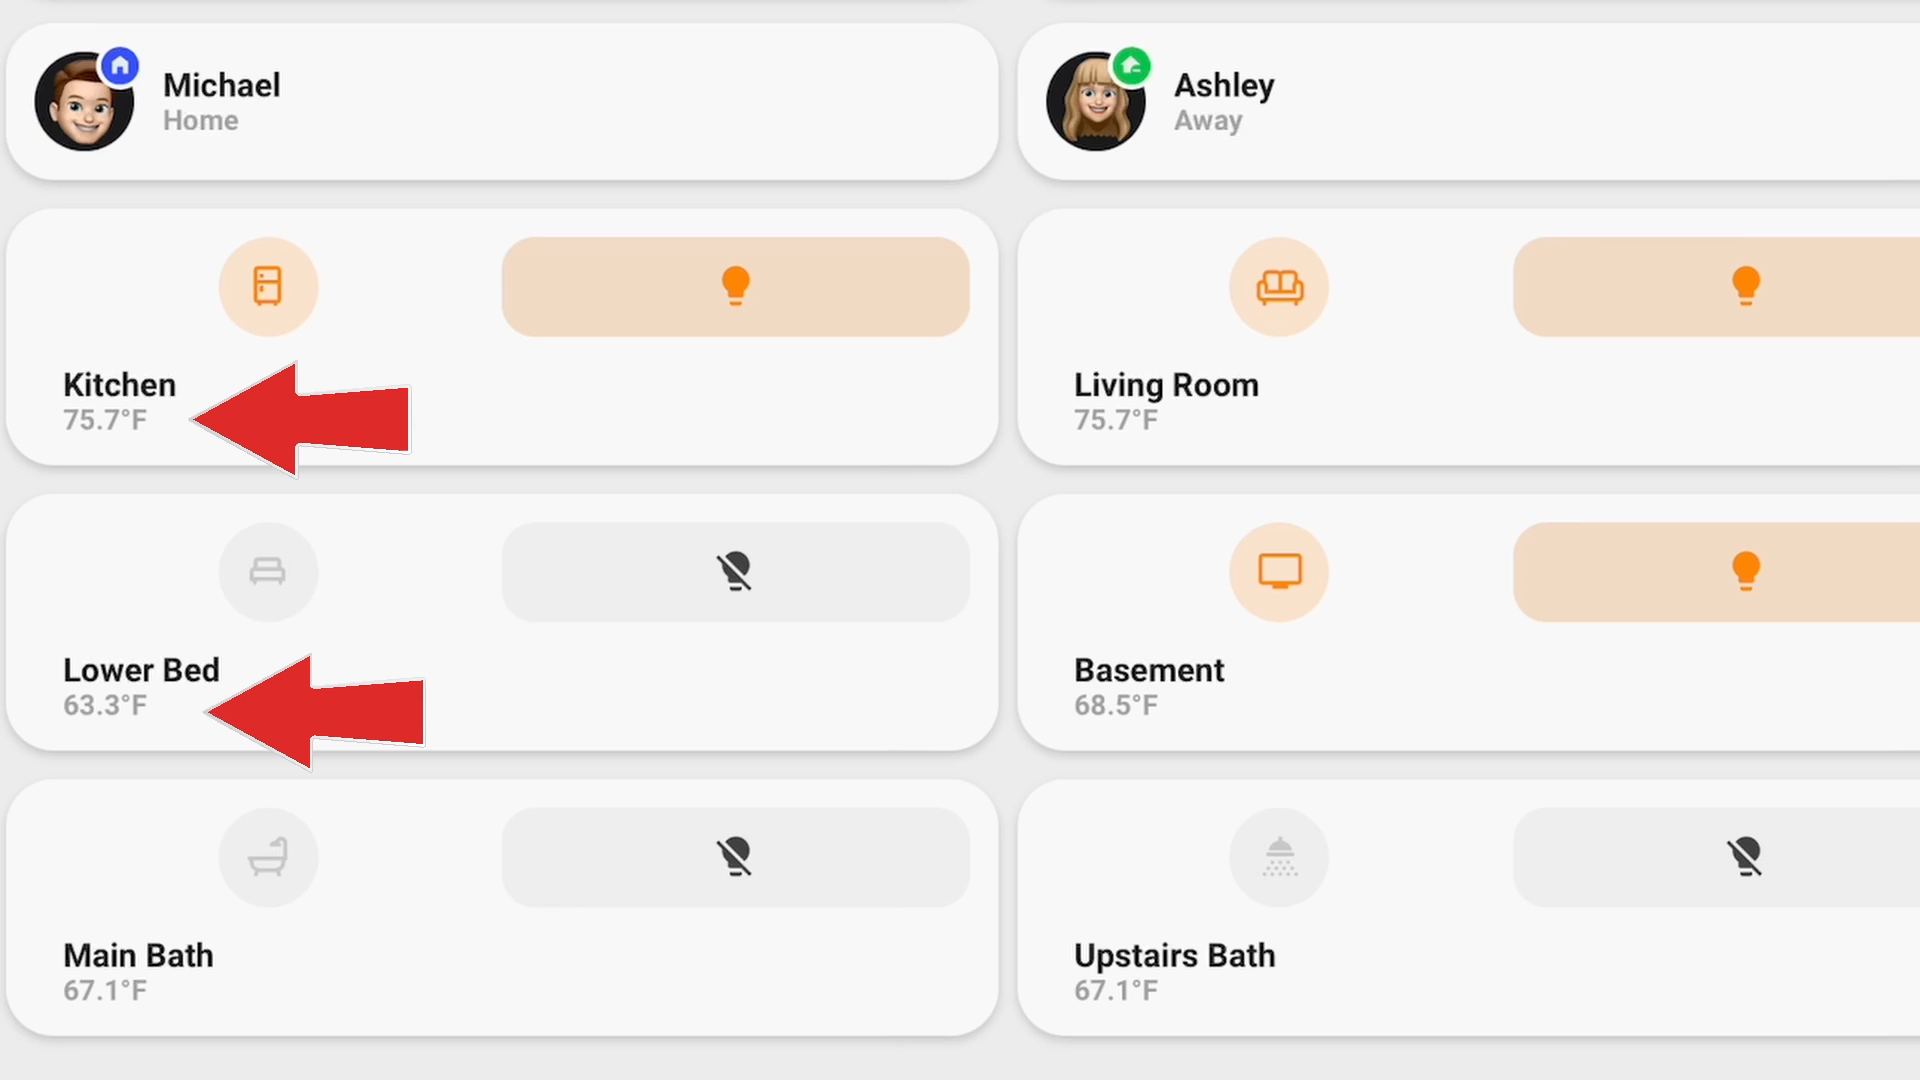 Michael
Home
Ashley
Away
Kitchen
75.7°F
Living Room
75.7°F
Lower Bed
63.3°F
Basement
68.5°F
Main Bath
67.1°F
Upstairs Bath
67.1°F